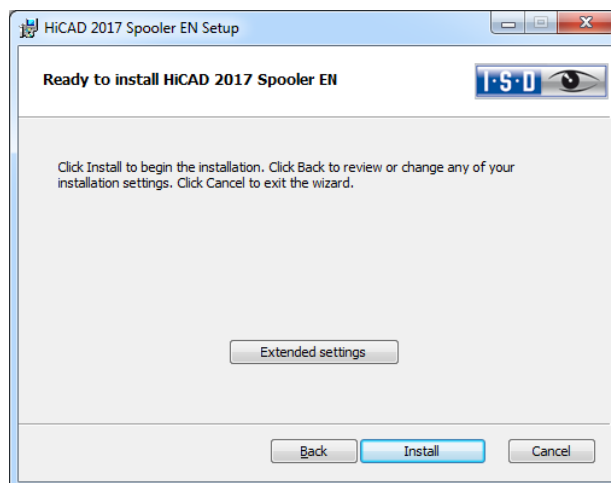 HiCAD 2017 Spooler EN Setup
Ready to install HiCAD 2017 Spooler EN
I·S·D
Click Install to begin the installation. Click Back to review or change any of your
installation settings. Click Cancel to exit the wizard.
Extended settings
Back
Install
Cancel